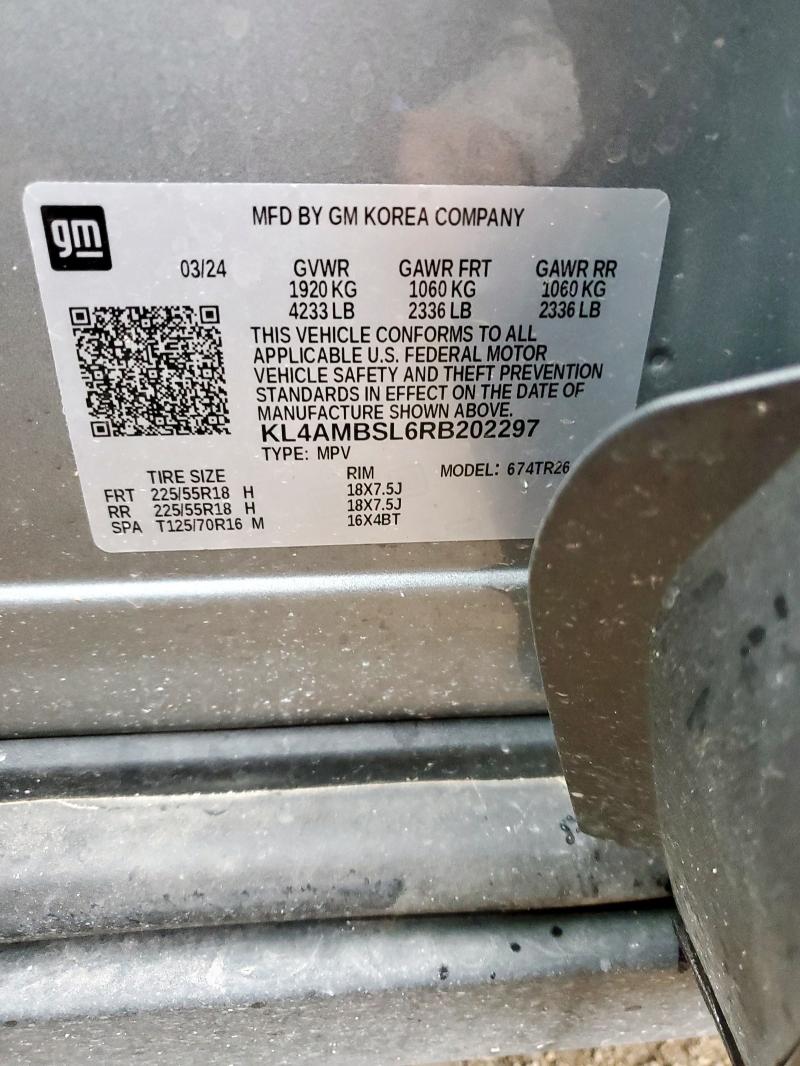 gm
MFD BY GM KOREA COMPANY
03/24 GVWR GAWR FRT GAWR RR
1920 KG 1060 KG 1060 KG
4233 LB 2336 LB 2336 LB
THIS VEHICLE CONFORMS TO ALL
APPLICABLE U.S. FEDERAL MOTOR
VEHICLE SAFETY AND THEFT PREVENTION
STANDARDS IN EFFECT ON THE DATE OF
MANUFACTURE SHOWN ABOVE.
KL4AMBSL6RB202297
TYPE: MPV
TIRE SIZE RIM MODEL: 674TR26
FRT 225/55R18 H 18X7.5J
RR 225/55R18 H 18X7.5J
SPA T125/70R16 M 16X4BT